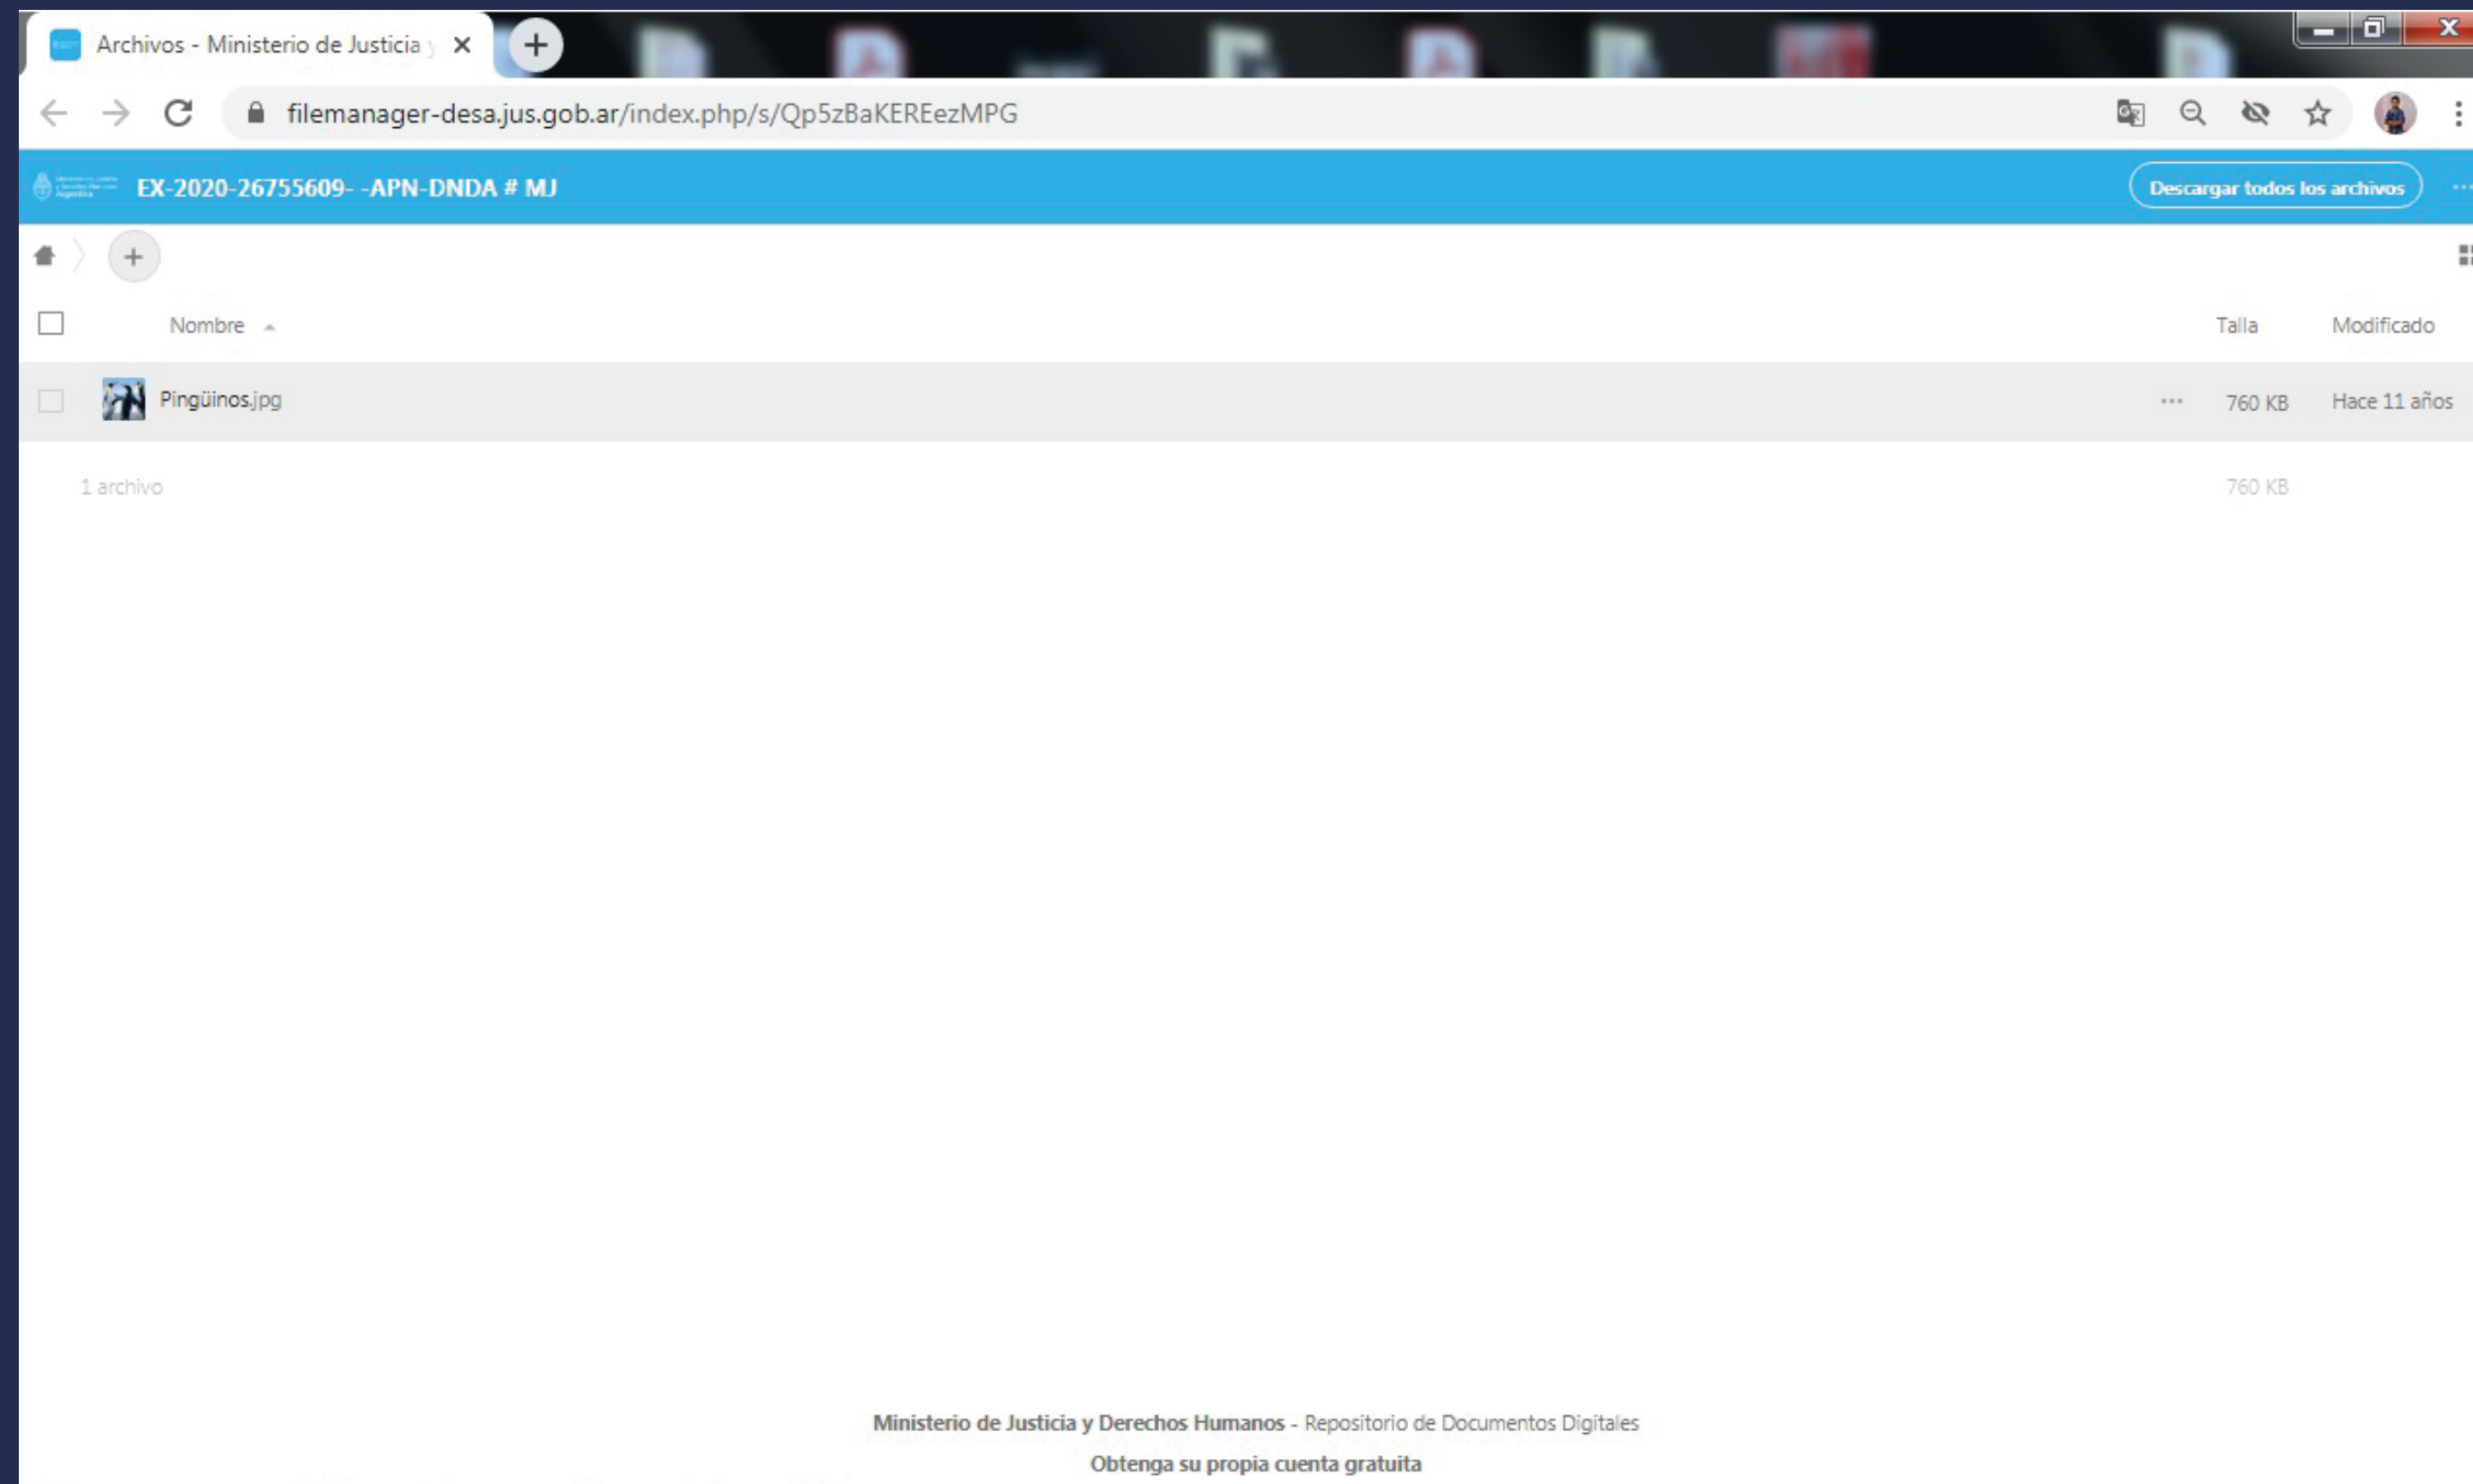 Archivos - Ministerio de Justicia y
filemanager-desa.jus.gob.ar/index.php/s/Qp5zBaKEREezMPG
Argentina
EX-2020-26755609- -APN-DNDA # MJ
Descargar todos los archivos
Nombre
Talla
Modificado
Pingüinos.jpg
760 KB
Hace 11 años
1 archivo
760 KB
Ministerio de Justicia y Derechos Humanos - Repositorio de Documentos Digitales
Obtenga su propia cuenta gratuita